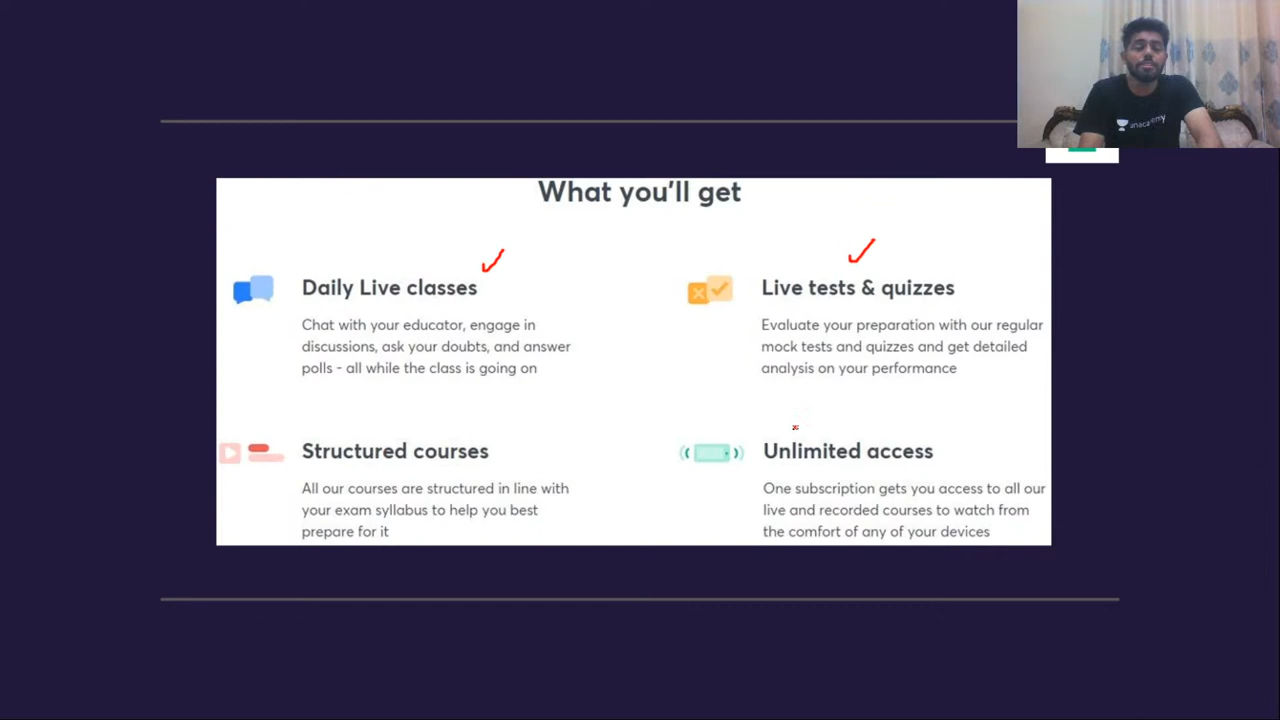 unacademy
What you'll get
Daily Live classes
Chat with your educator, engage in
discussions, ask your doubts, and answer
polls - all while the class is going on
Live tests & quizzes
Evaluate your preparation with our regular
mock tests and quizzes and get detailed
analysis on your performance
Structured courses
All our courses are structured in line with
your exam syllabus to help you best
prepare for it
Unlimited access
One subscription gets you access to all our
live and recorded courses to watch from
the comfort of any of your devices